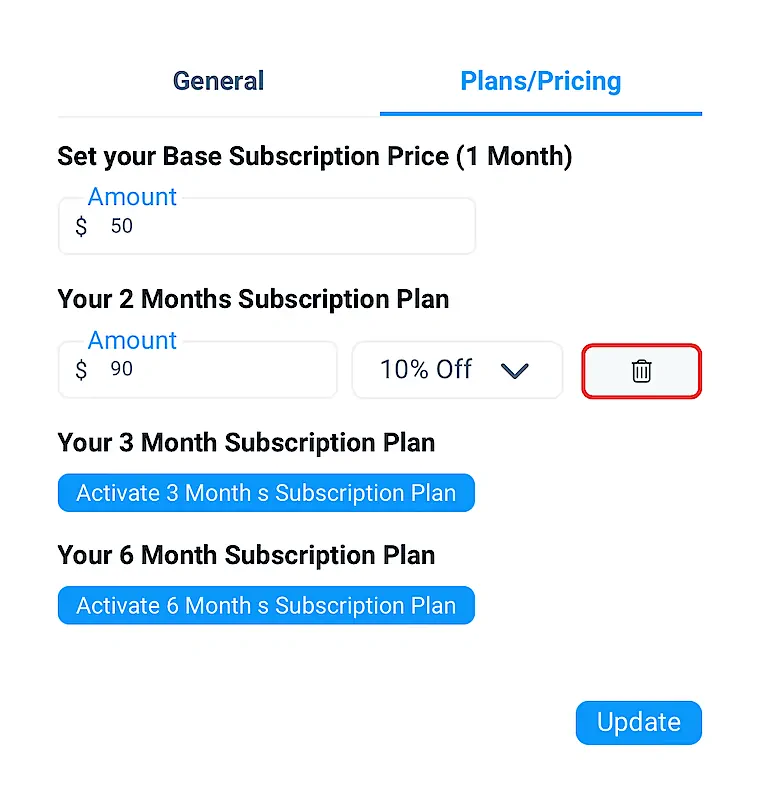 General Plans/Pricing
Set your Base Subscription Price (1 Month)
Amount
$ 50
Your 2 Months Subscription Plan
Amount
$ 90 10% Off
Your 3 Month Subscription Plan
Activate 3 Month s Subscription Plan
Your 6 Month Subscription Plan
Activate 6 Month s Subscription Plan
Update